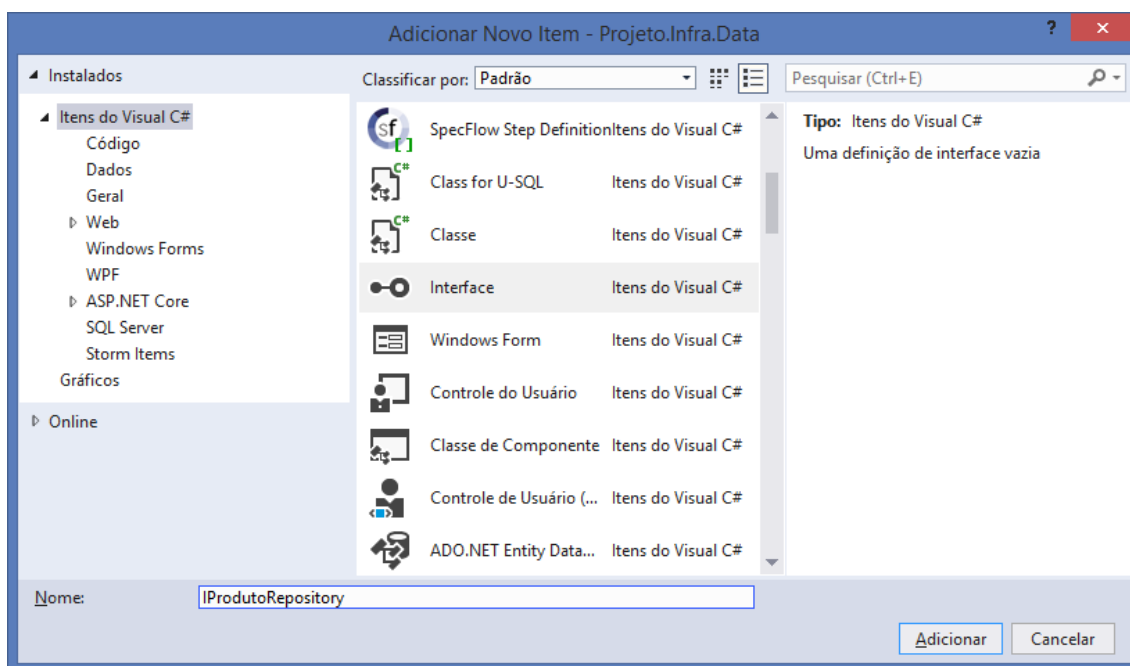 Adicionar Novo Item - Projeto.Infra.Data
?
Instalados
Classificar por: Padrão
Pesquisar (Ctrl+E)
Itens do Visual C#
Código
Dados
Geral
Web
Windows Forms
WPF
ASP.NET Core
SQL Server
Storm Items
Gráficos
Online
SpecFlow Step DefinitionItens do Visual C#
Class for U-SQL Itens do Visual C#
Classe Itens do Visual C#
Interface Itens do Visual C#
Windows Form Itens do Visual C#
Controle do Usuário Itens do Visual C#
Classe de Componente Itens do Visual C#
Controle de Usuário (... Itens do Visual C#
ADO.NET Entity Data... Itens do Visual C#
Tipo: Itens do Visual C#
Uma definição de interface vazia
Nome: IProdutoRepository
Adicionar Cancelar